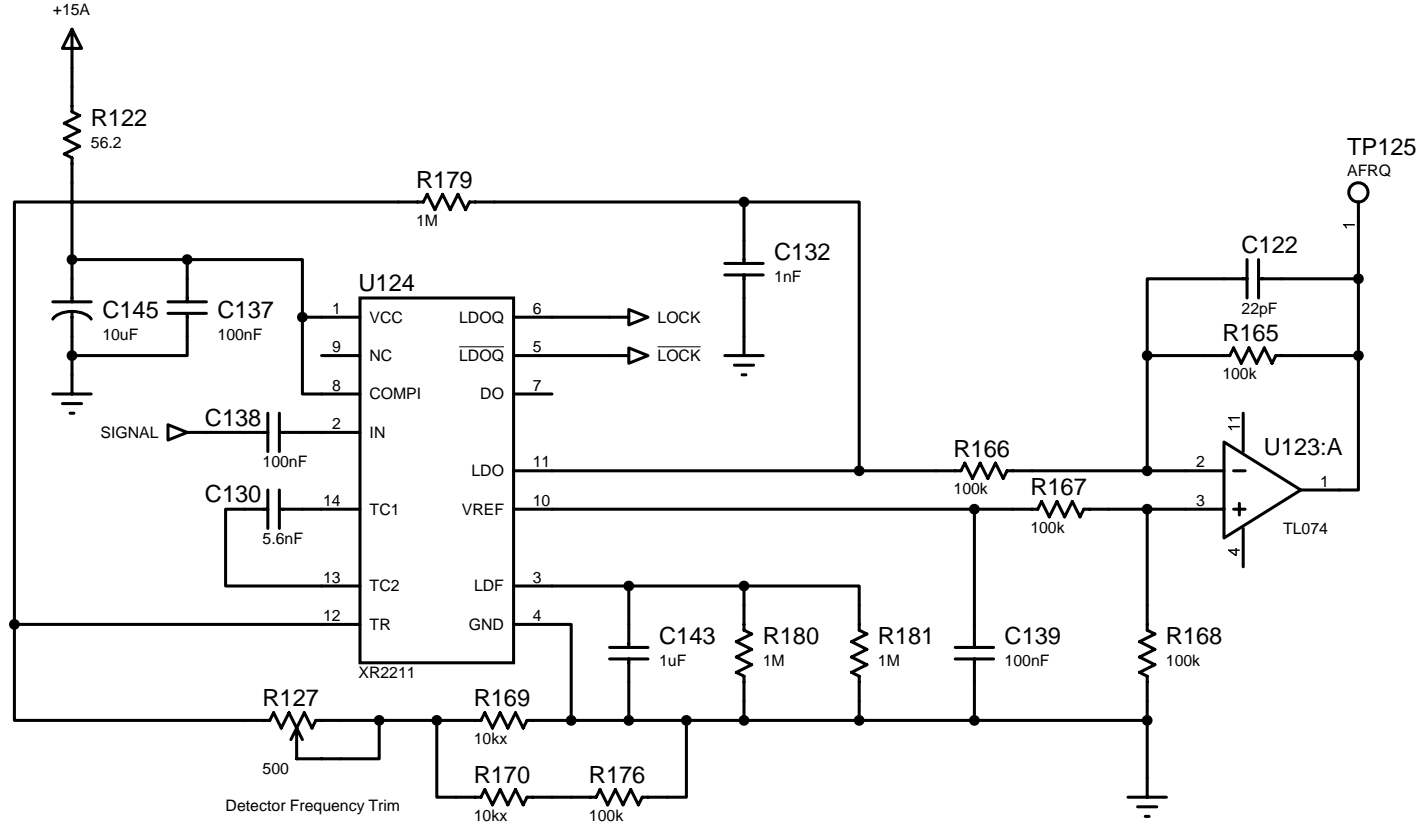 +15A
R122
56.2
TP125
AFRQ
1
R179
1M
C132
1nF
C122
22pF
R165
100k
C145
10uF
C137
100nF
U124
1
VCC
LDOQ
6
LOCK
9
NC
LDOQ
5
LOCK
8
COMPI
DO
7
SIGNAL
C138
100nF
2
IN
LDO
11
R166
100k
C130
5.6nF
14
TC1
VREF
10
R167
100k
13
TC2
LDF
3
12
TR
GND
4
XR2211
11
U123:A
2
3
1
4
TL074
C143
1uF
R180
1M
R181
1M
C139
100nF
R168
100k
R127
500
R169
10kx
R170
10kx
R176
100k
Detector Frequency Trim